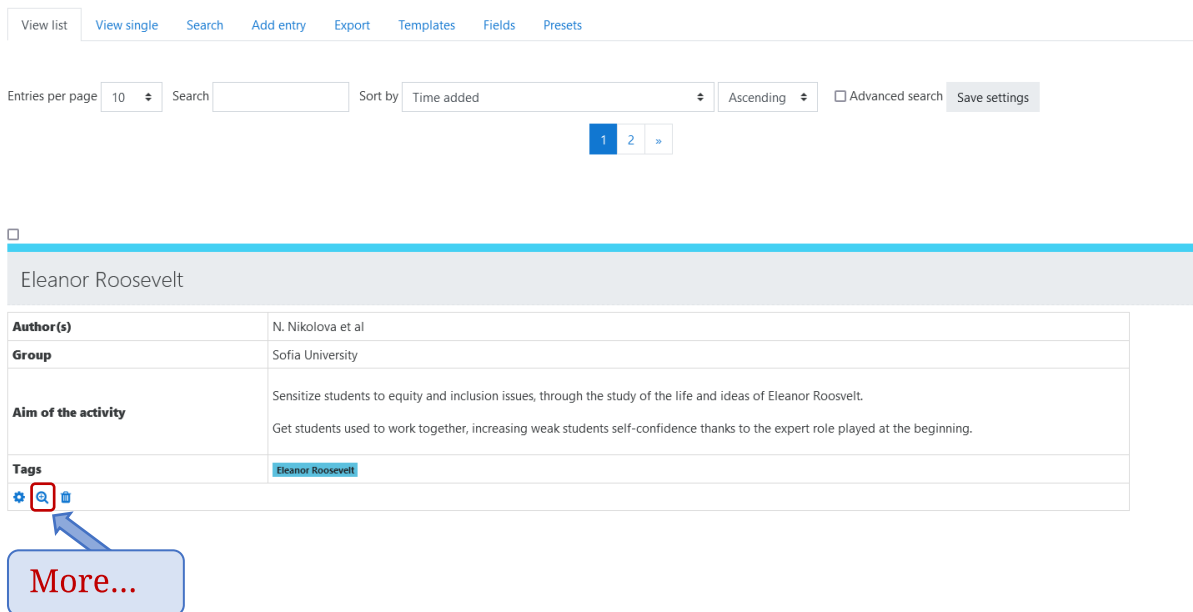 View list View single Search Add entry Export Templates Fields Presets
Entries per page 10 Search Sort by Time added Ascending Advanced search Save settings
1 2 »
Eleanor Roosevelt
Author(s) N. Nikolova et al
Group Sofia University
Aim of the activity Sensitize students to equity and inclusion issues, through the study of the life and ideas of Eleanor Roosvelt.
Get students used to work together, increasing weak students self-confidence thanks to the expert role played at the beginning.
Tags Eleanor Roosevelt
More...